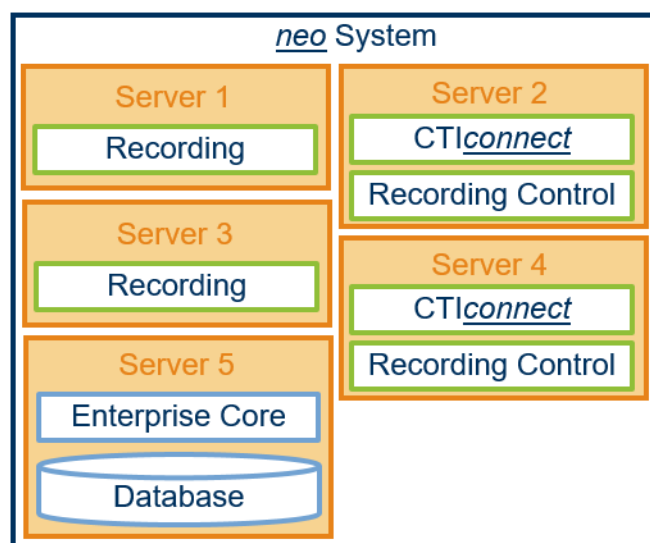 neo System
Server 1
Recording
Server 2
CTIconnect
Recording Control
Server 3
Recording
Server 4
CTIconnect
Recording Control
Server 5
Enterprise Core
Database